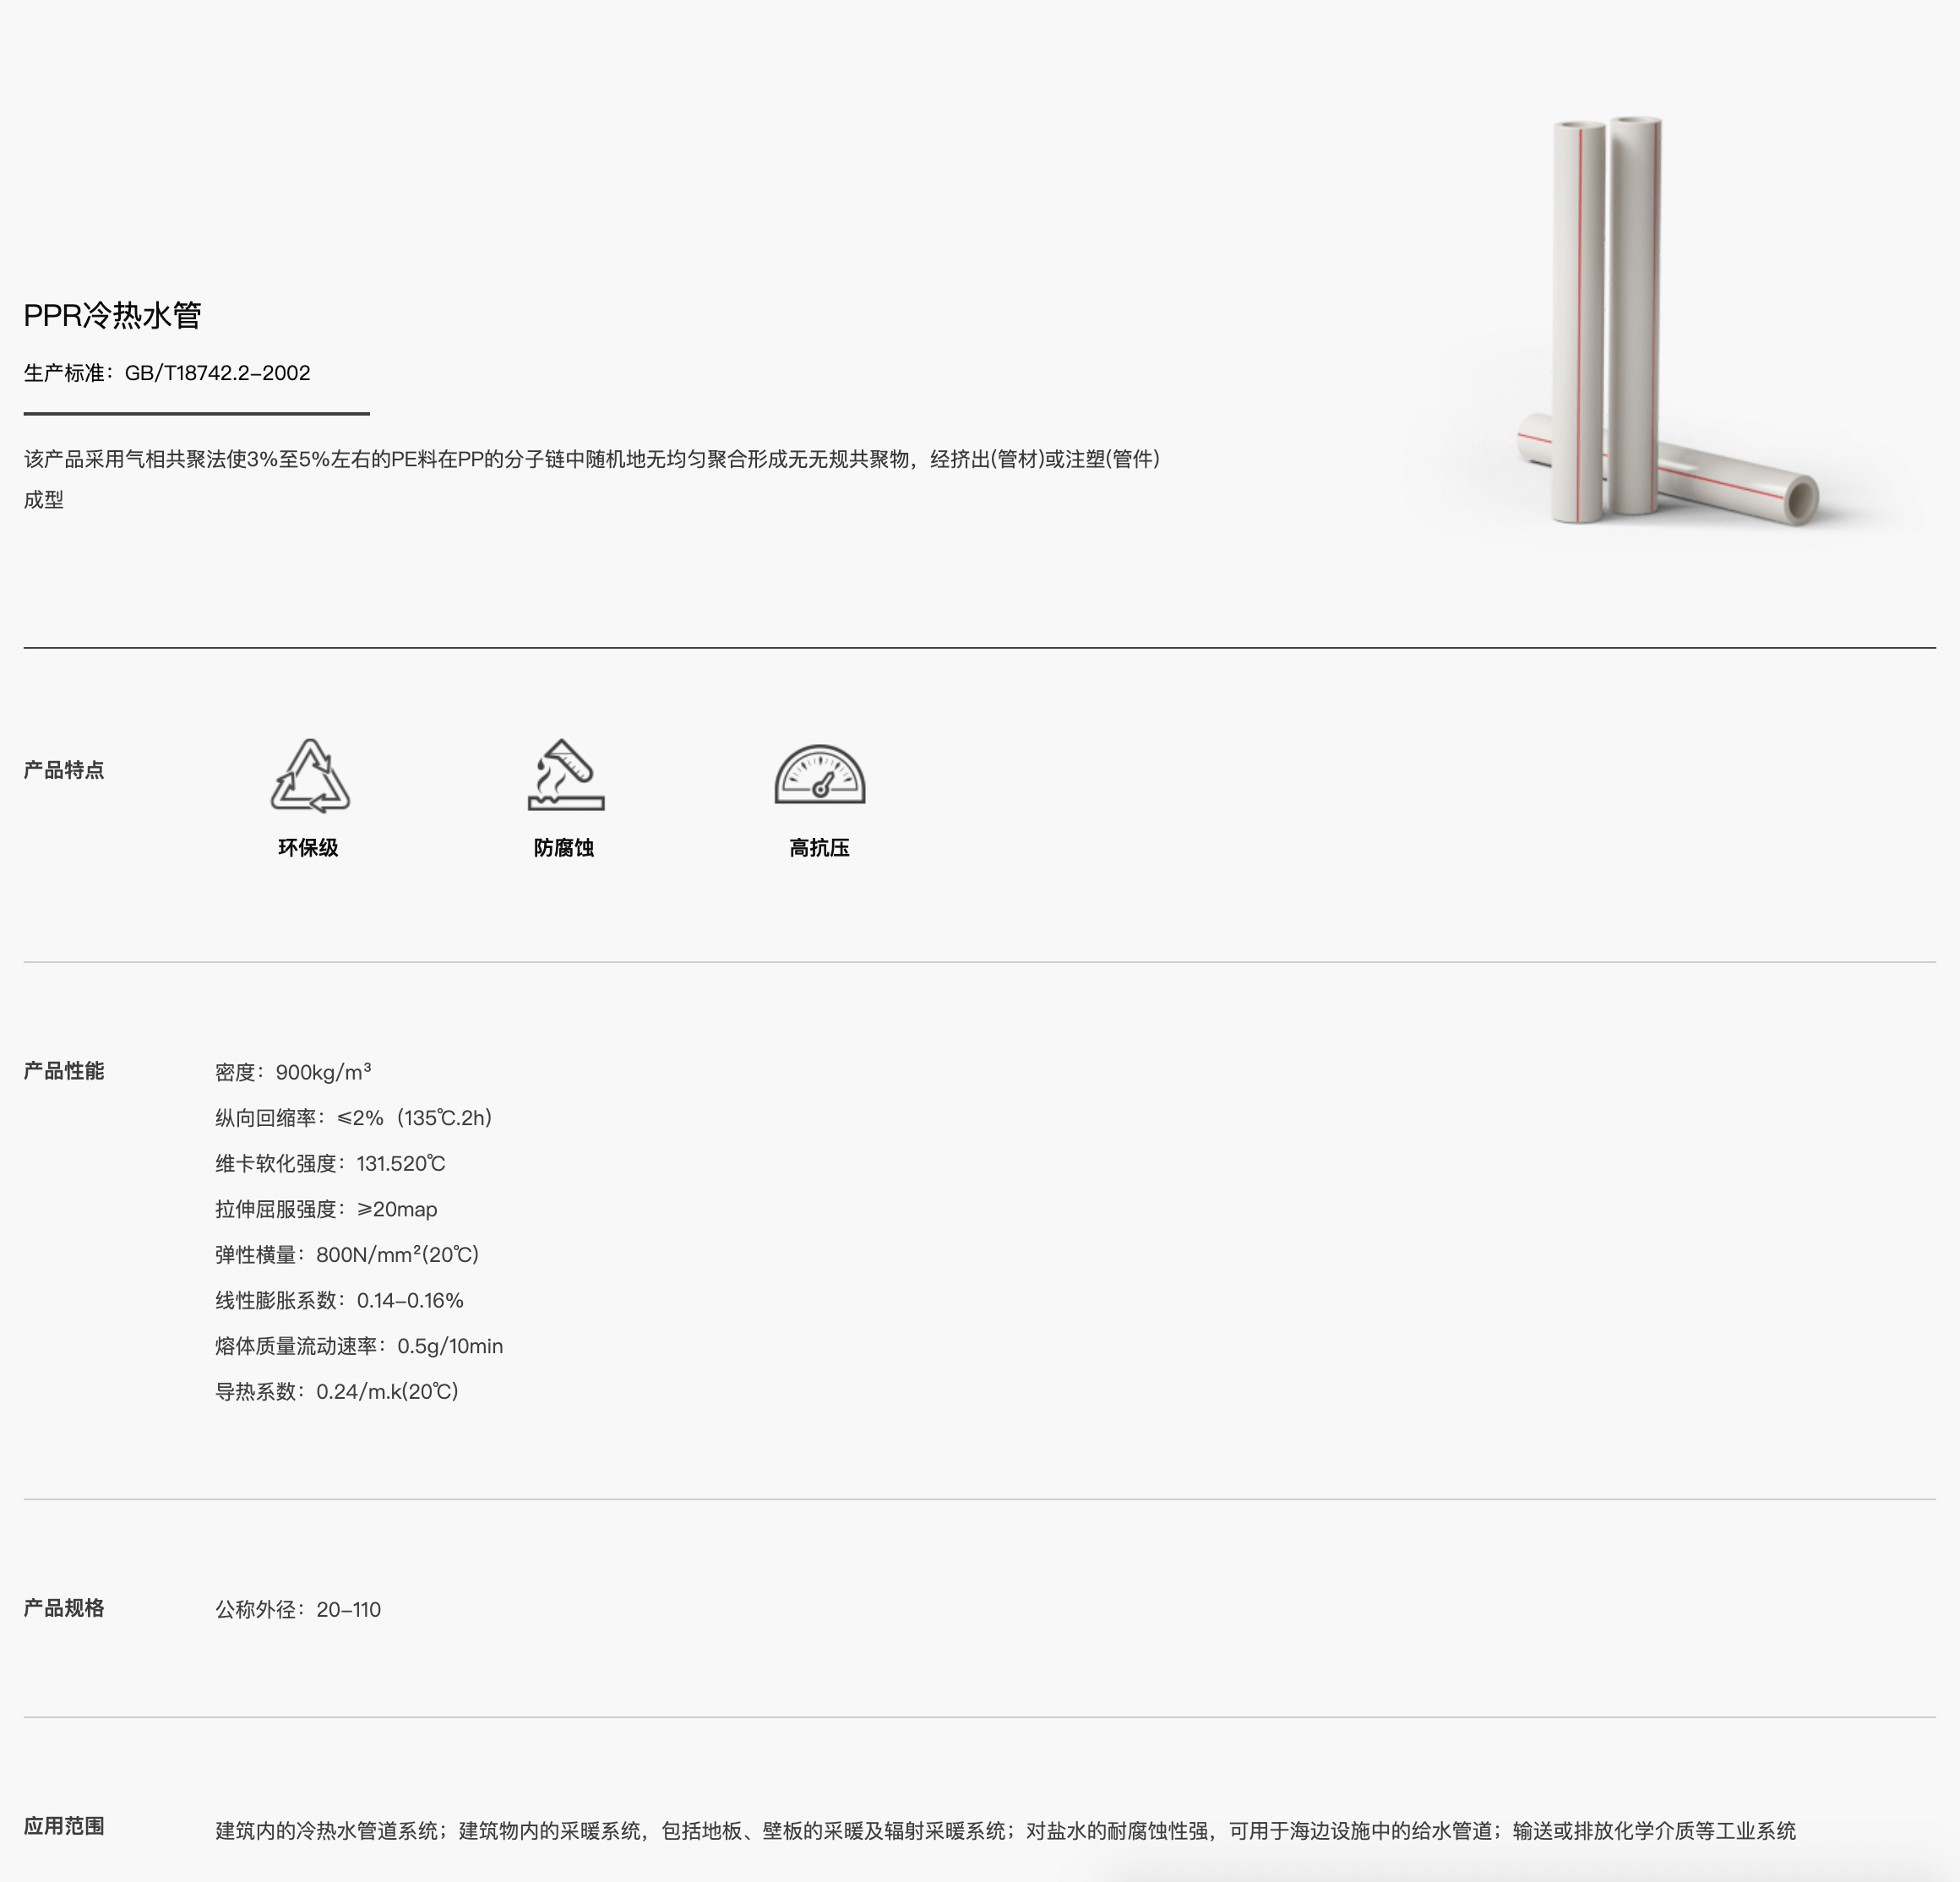 PPR冷热水管
生产标准：GB/T18742.2-2002
该产品采用气相共聚法使3%至5%左右的PE料在PP的分子链中随机地无均匀聚合形成无无规共聚物，经挤出(管材)或注塑(管件)
成型
产品特点
环保级 防腐蚀 高抗压
产品性能
密度：900kg/m³
纵向回缩率：≤2%（135℃.2h)
维卡软化强度：131.520℃
拉伸屈服强度：≥20map
弹性横量：800N/mm²(20℃)
线性膨胀系数：0.14-0.16%
熔体质量流动速率：0.5g/10min
导热系数：0.24/m.k(20℃)
产品规格
公称外径：20-110
应用范围
建筑内的冷热水管道系统；建筑物内的采暖系统，包括地板、壁板的采暖及辐射采暖系统；对盐水的耐腐蚀性强，可用于海边设施中的给水管道；输送或排放化学介质等工业系统